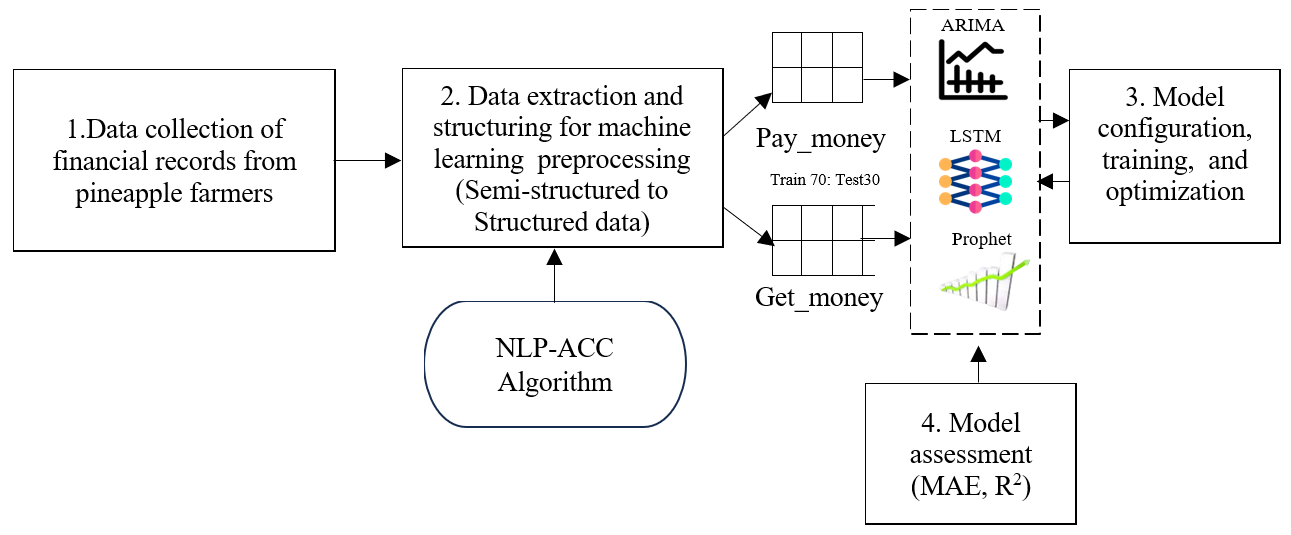 1.Data collection of
financial records from
pineapple farmers
2. Data extraction and
structuring for machine
learning preprocessing
(Semi-structured to
Structured data)
NLP-ACC
Algorithm
Pay_money
Train 70: Test30
Get_money
ARIMA
LSTM
Prophet
3. Model
configuration,
training, and
optimization
4. Model
assessment
(MAE, R²)